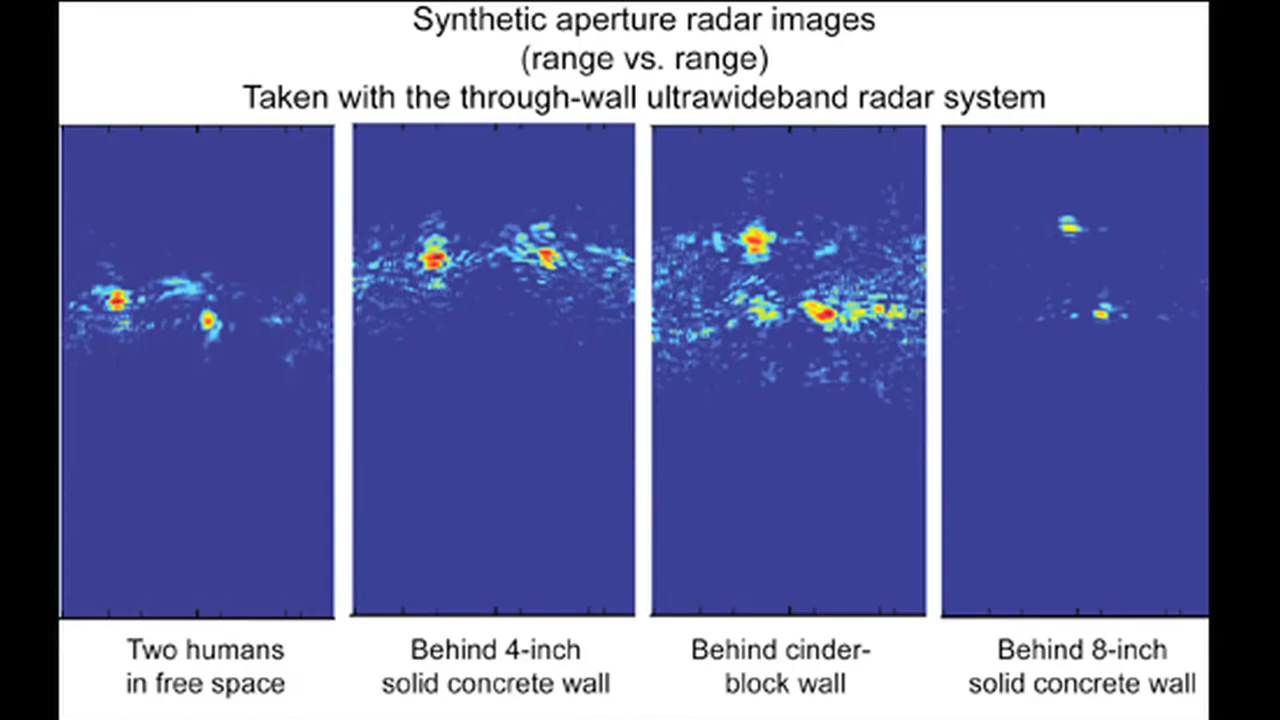 Synthetic aperture radar images
(range vs. range)
Taken with the through-wall ultrawideband radar system
Two humans
in free space
Behind 4-inch
solid concrete wall
Behind cinder-
block wall
Behind 8-inch
solid concrete wall